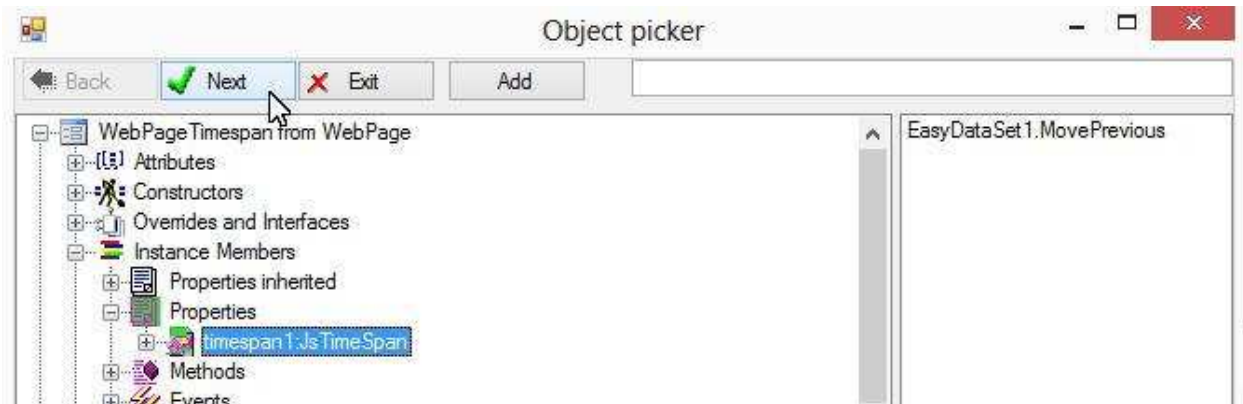 Object picker
Back Next Exit Add
WebPageTimespan from WebPage
EasyDataSet1.MovePrevious
Attributes
Constructors
Overrides and Interfaces
Instance Members
Properties inherited
Properties
timespan1:JsTimeSpan
Methods
Events